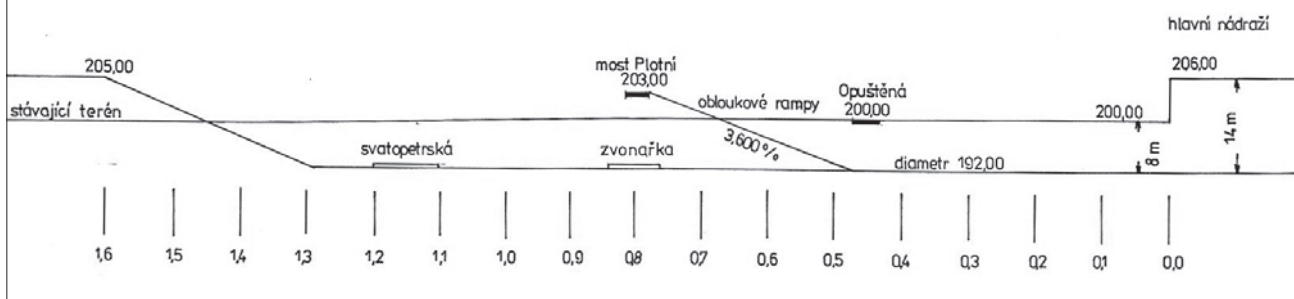 hlavní nádraží
205,00
most Plotní
203,00
206,00
Opuštěná
200,00
obloukové rampy
200,00
stávající terén
3,600 %
14 m
8 m
svatopetrská
zvonařka
diametr 192,00
1,6 1,5 1,4 1,3 1,2 1,1 1,0 0,9 0,8 0,7 0,6 0,5 0,4 0,3 0,2 0,1 0,0